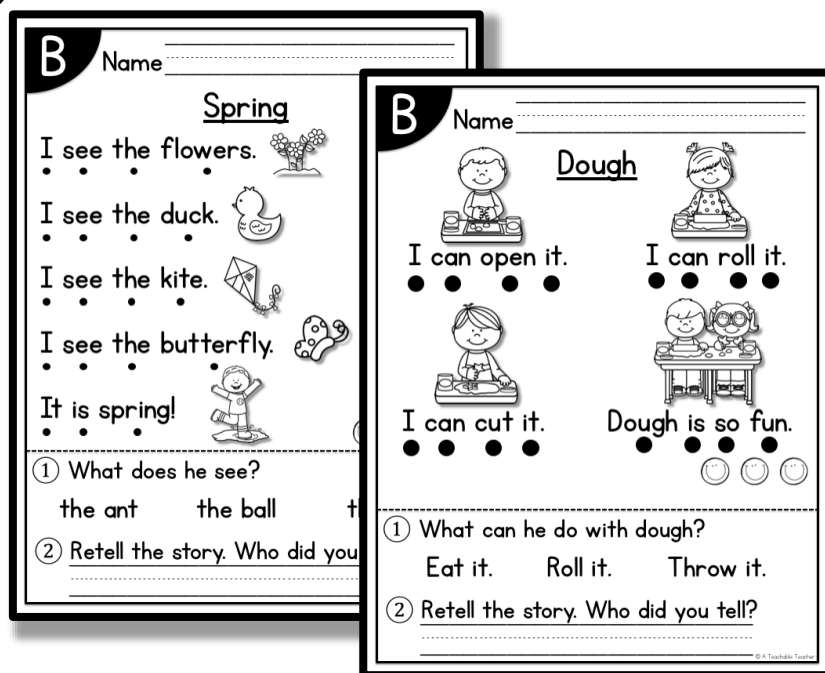 B
Name
Spring
I see the flowers.
I see the duck.
I see the kite.
I see the butterfly.
It is spring!
1 What does he see?
the ant the ball
2 Retell the story. Who did you
B
Name
Dough
I can open it. I can roll it.
I can cut it. Dough is so fun.
1 What can he do with dough?
Eat it. Roll it. Throw it.
2 Retell the story. Who did you tell?
© A Teachable Teacher